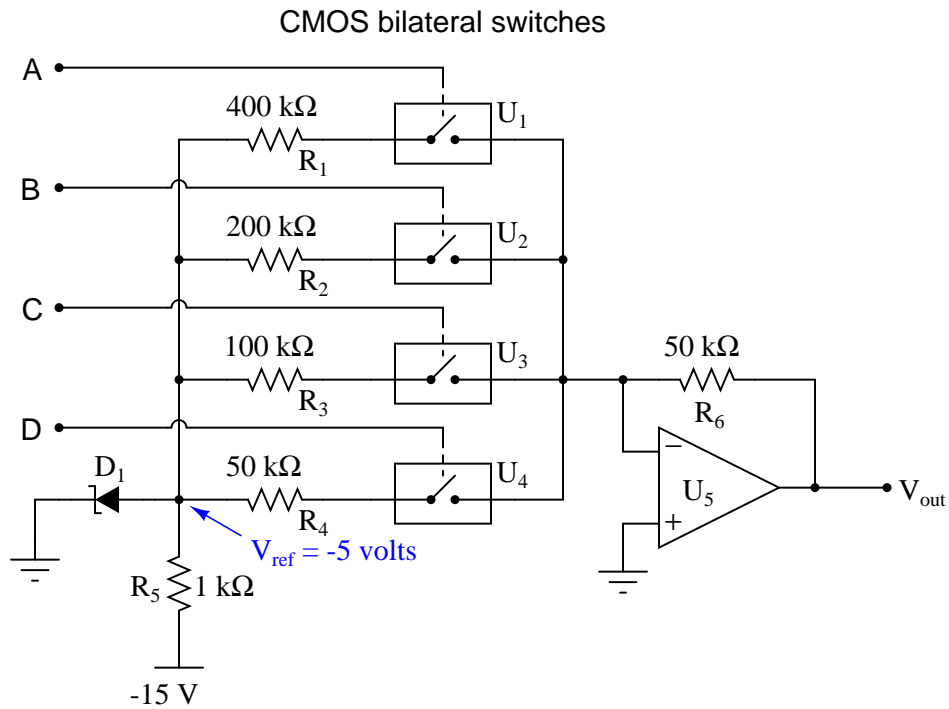 CMOS bilateral switches
A
400 kΩ
U1
R1
B
200 kΩ
U2
R2
C
100 kΩ
U3
R3
50 kΩ
R6
D
D1
50 kΩ
U4
R4
−
U5
+
Vout
Vref = -5 volts
R5 1 kΩ
-15 V